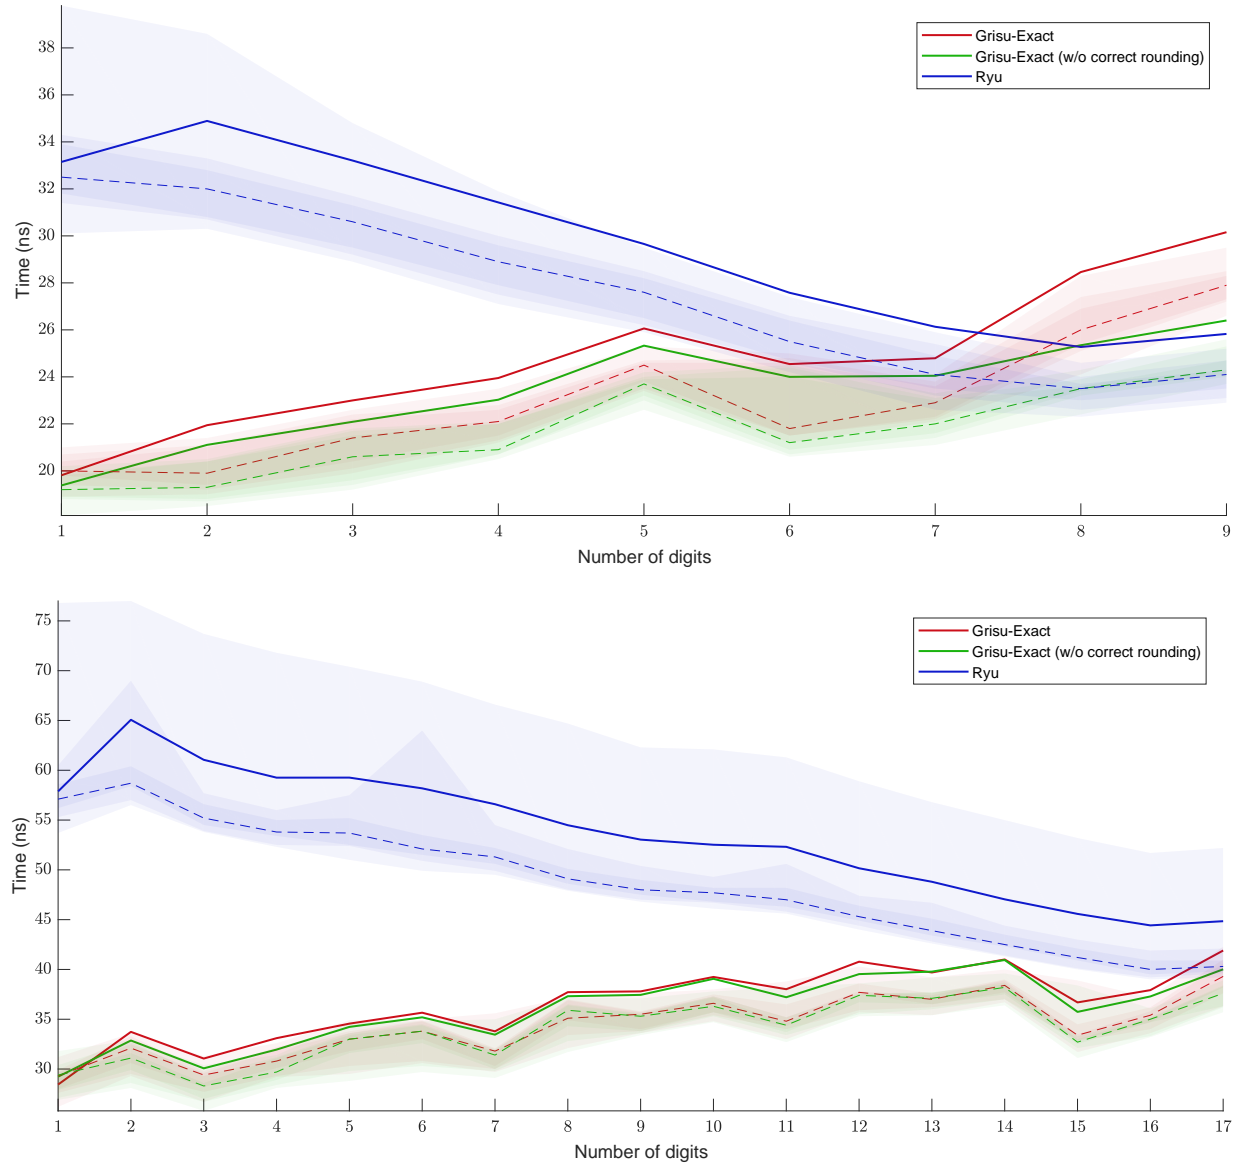 38
36
34
32
30
28
26
24
22
20
Time (ns)
Grisu-Exact
Grisu-Exact (w/o correct rounding)
Ryu
1 2 3 4 5 6 7 8 9
Number of digits
75
70
65
60
55
50
45
40
35
30
Time (ns)
Grisu-Exact
Grisu-Exact (w/o correct rounding)
Ryu
1 2 3 4 5 6 7 8 9 10 11 12 13 14 15 16 17
Number of digits